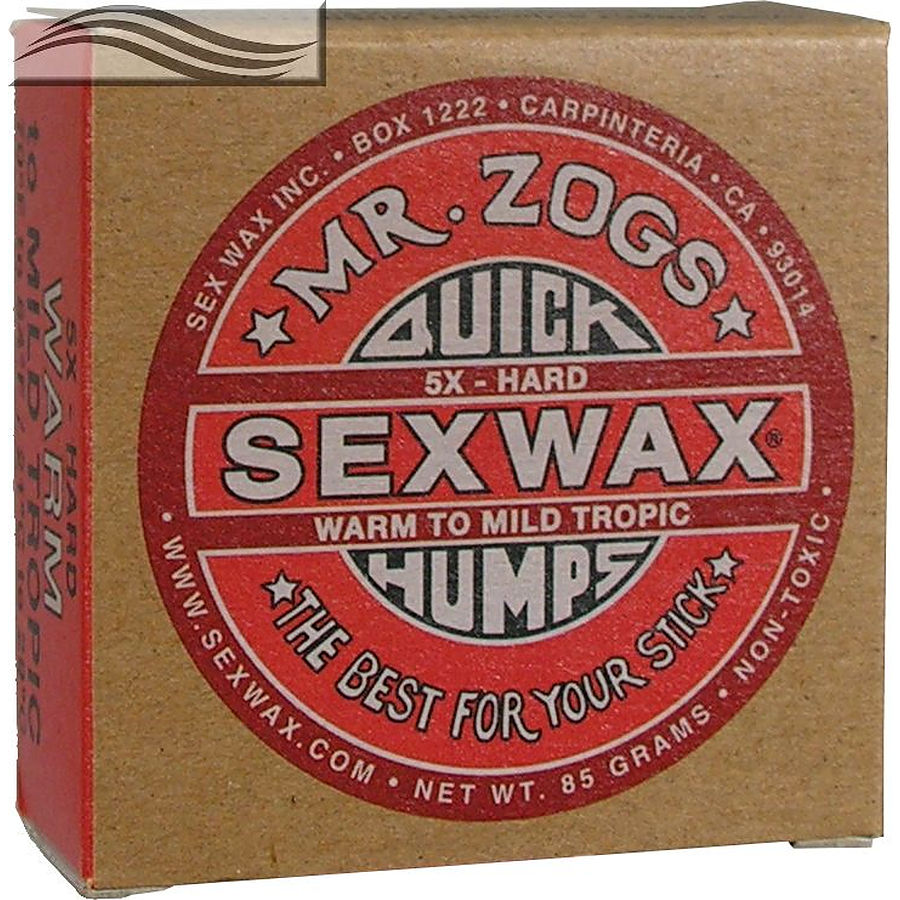 SEX WAX INC. • BOX 1222 • CARPINTERIA, • CA • 93014
MR. ZOGS
QUICK
5X - HARD
SEXWAX®
WARM TO MILD TROPIC
HUMPS
THE BEST FOR YOUR STICK
• WWW.SEXWAX.COM • NET WT. 85 GRAMS • NON-TOXIC •
5X - HARD
WARM
to MILD TROPIC